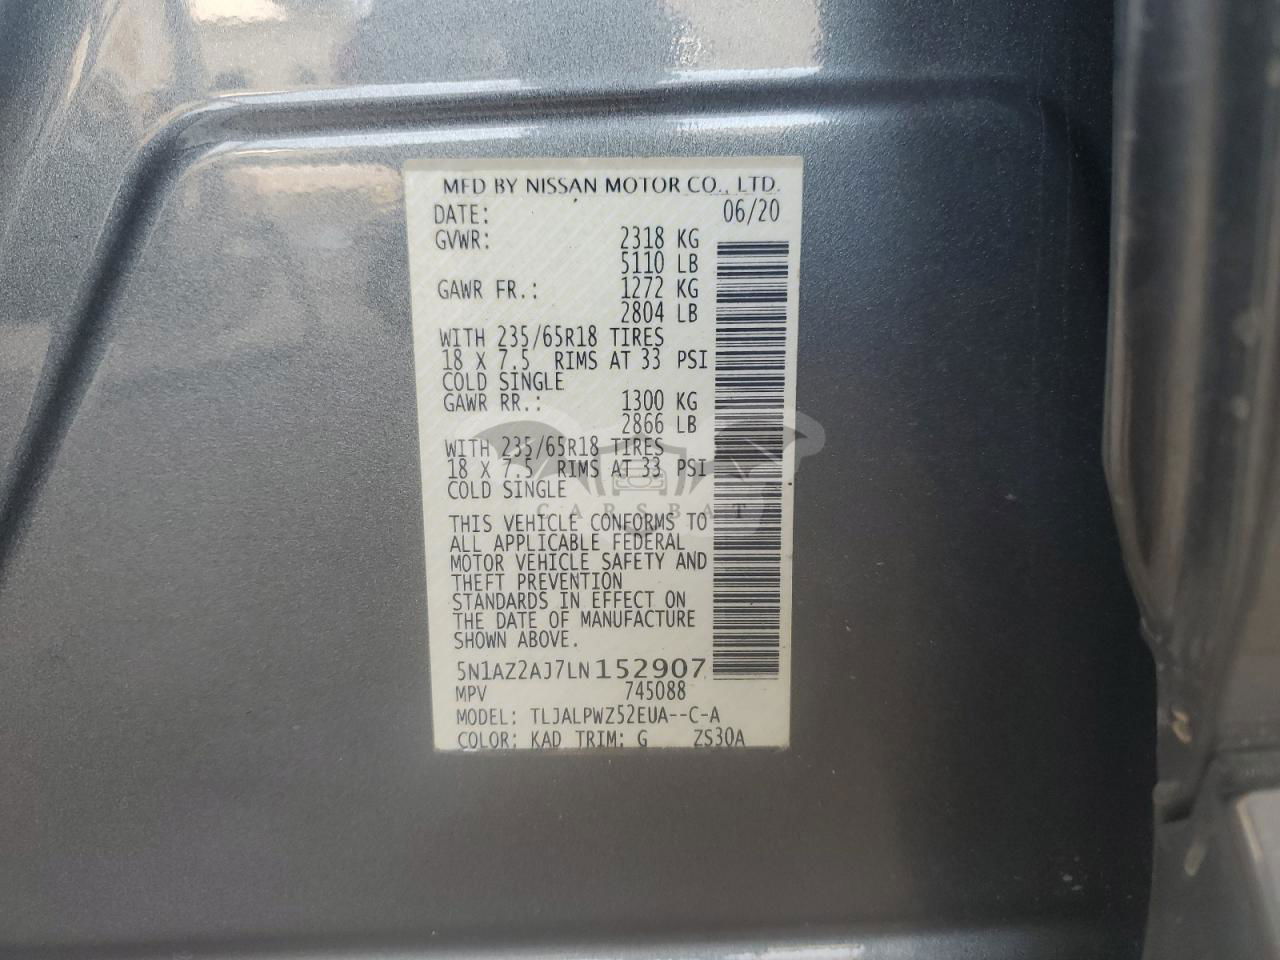 MFD BY NISSAN MOTOR CO., LTD.
DATE: 06/20
GVWR: 2318 KG
5110 LB
GAWR FR.: 1272 KG
2804 LB
WITH 235/65R18 TIRES
18 X 7.5 RIMS AT 33 PSI
COLD SINGLE
GAWR RR.: 1300 KG
2866 LB
WITH 235/65R18 TIRES
18 X 7.5 RIMS AT 33 PSI
COLD SINGLE
CARSBAT
THIS VEHICLE CONFORMS TO
ALL APPLICABLE FEDERAL
MOTOR VEHICLE SAFETY AND
THEFT PREVENTION
STANDARDS IN EFFECT ON
THE DATE OF MANUFACTURE
SHOWN ABOVE.
5N1AZ2AJ7LN152907
MPV 745088
MODEL: TLJALPWZ52EUA--C-A
COLOR: KAD TRIM: G ZS30A